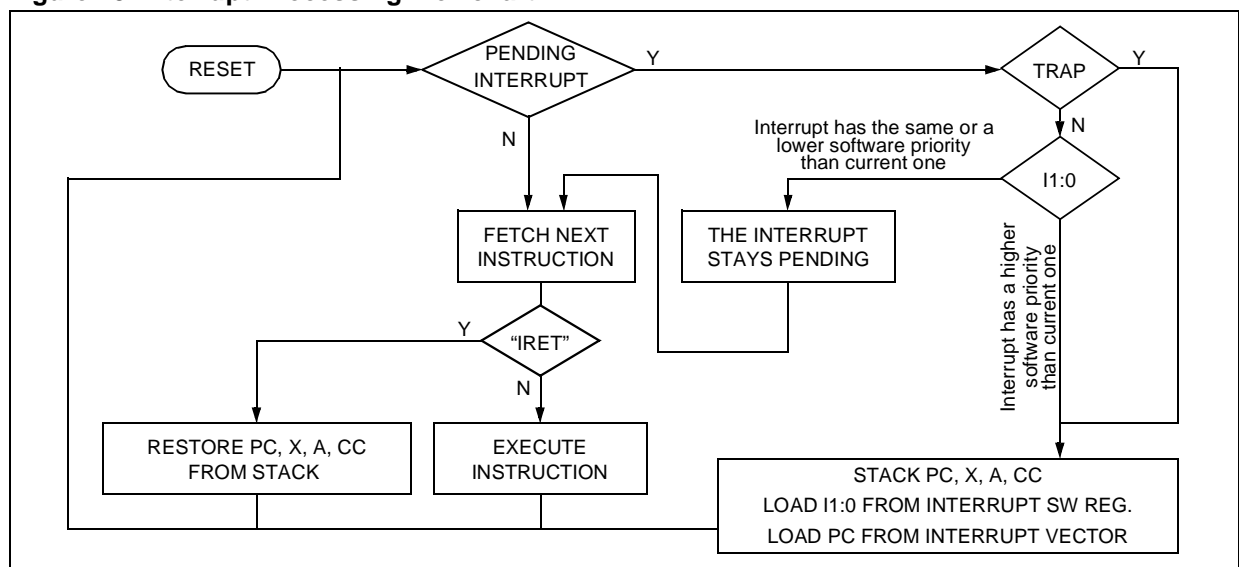 RESET
PENDING
INTERRUPT
Y
TRAP
Y
N
N
Interrupt has the same or a
lower software priority
than current one
I1:0
FETCH NEXT
INSTRUCTION
THE INTERRUPT
STAYS PENDING
Interrupt has a higher
software priority
than current one
Y
“IRET”
N
RESTORE PC, X, A, CC
FROM STACK
EXECUTE
INSTRUCTION
STACK PC, X, A, CC
LOAD I1:0 FROM INTERRUPT SW REG.
LOAD PC FROM INTERRUPT VECTOR